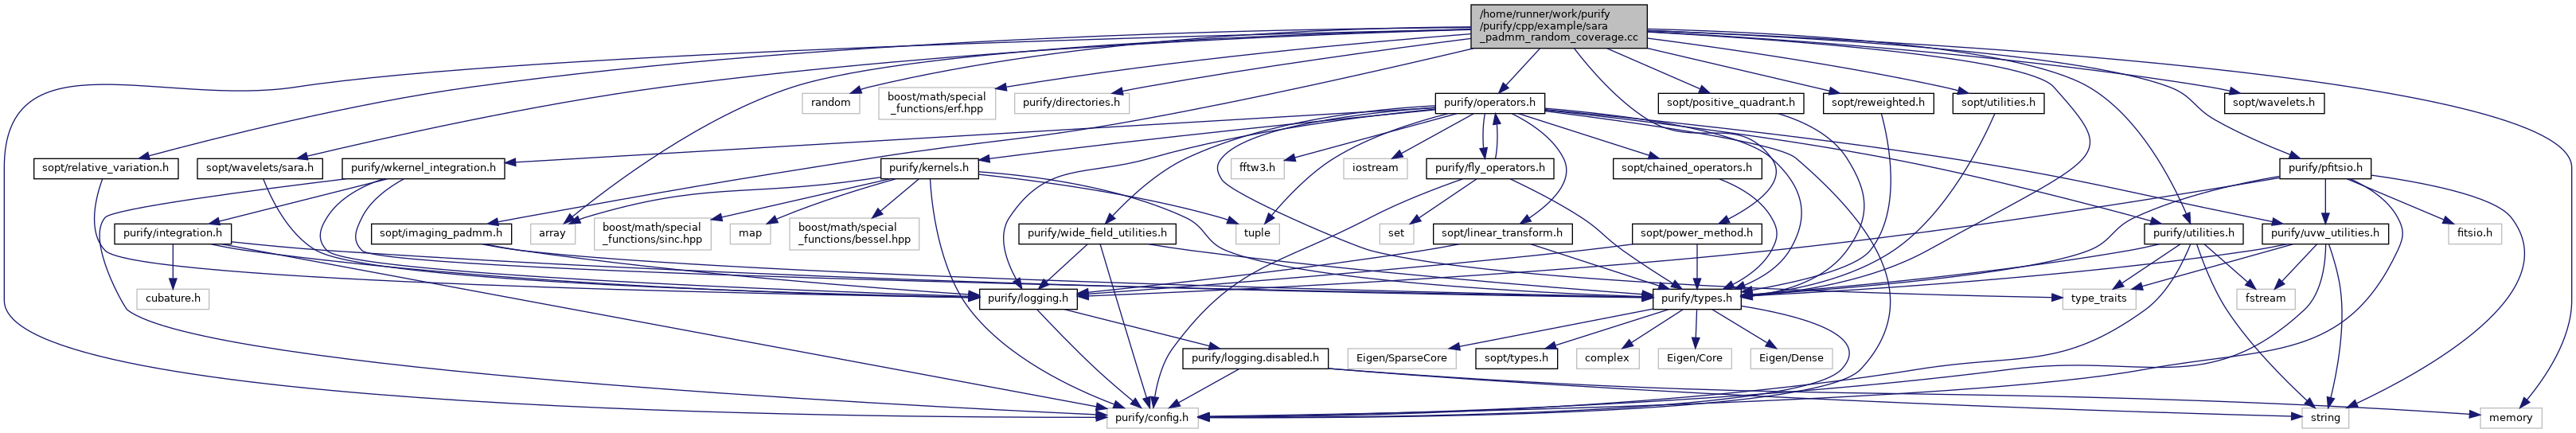 /home/runner/work/purify
/purify/cpp/example/sara
_padmm_random_coverage.cc
random
boost/math/special
_functions/erf.hpp
purify/directories.h
purify/operators.h
sopt/positive_quadrant.h
sopt/reweighted.h
sopt/utilities.h
sopt/wavelets.h
sopt/relative_variation.h
sopt/wavelets/sara.h
purify/wkernel_integration.h
purify/kernels.h
fftw3.h
iostream
purify/fly_operators.h
sopt/chained_operators.h
purify/pfitsio.h
purify/integration.h
sopt/imaging_padmm.h
array
boost/math/special
_functions/sinc.hpp
map
boost/math/special
_functions/bessel.hpp
purify/wide_field_utilities.h
tuple
set
sopt/linear_transform.h
sopt/power_method.h
purify/utilities.h
purify/uvw_utilities.h
fitsio.h
cubature.h
purify/logging.h
purify/types.h
type_traits
fstream
purify/logging.disabled.h
Eigen/SparseCore
sopt/types.h
complex
Eigen/Core
Eigen/Dense
purify/config.h
string
memory